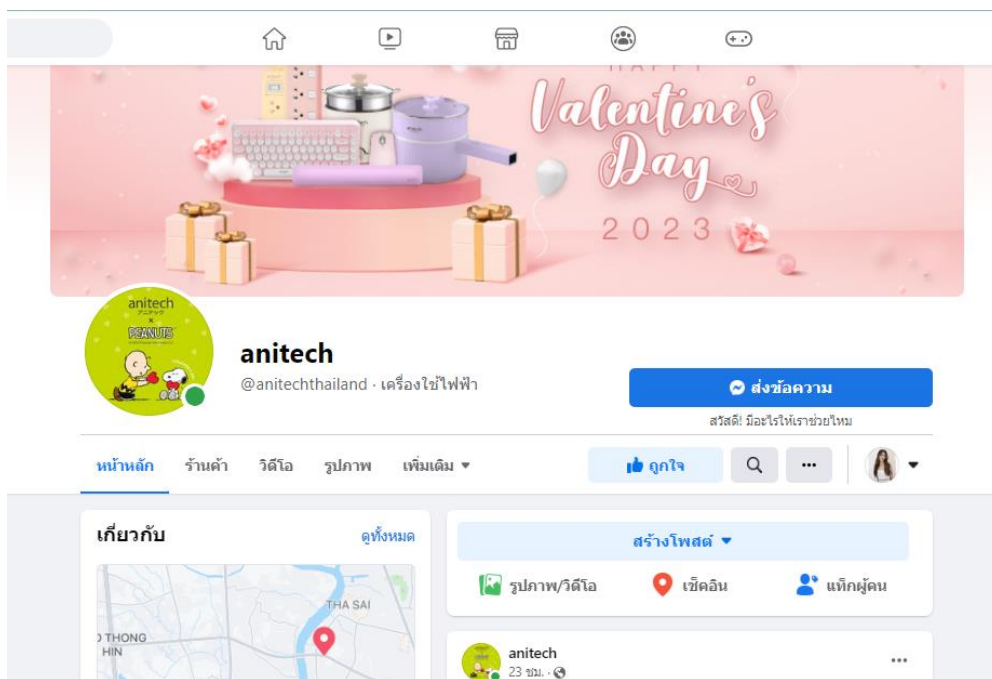 Valentine's
Day
2023
anitech
アニテック
x
PEANUTS
anitech
@anitechthailand · เครื่องใช้ไฟฟ้า
ส่งข้อความ
สวัสดี! มีอะไรให้เราช่วยไหม
หน้าหลัก ร้านค้า วิดีโอ รูปภาพ เพิ่มเติม
ถูกใจ
เกี่ยวกับ ดูทั้งหมด
สร้างโพสต์
รูปภาพ/วิดีโอ เช็คอิน แท็กผู้คน
THA SAI
THONG
HIN
anitech
23 ชม. ·